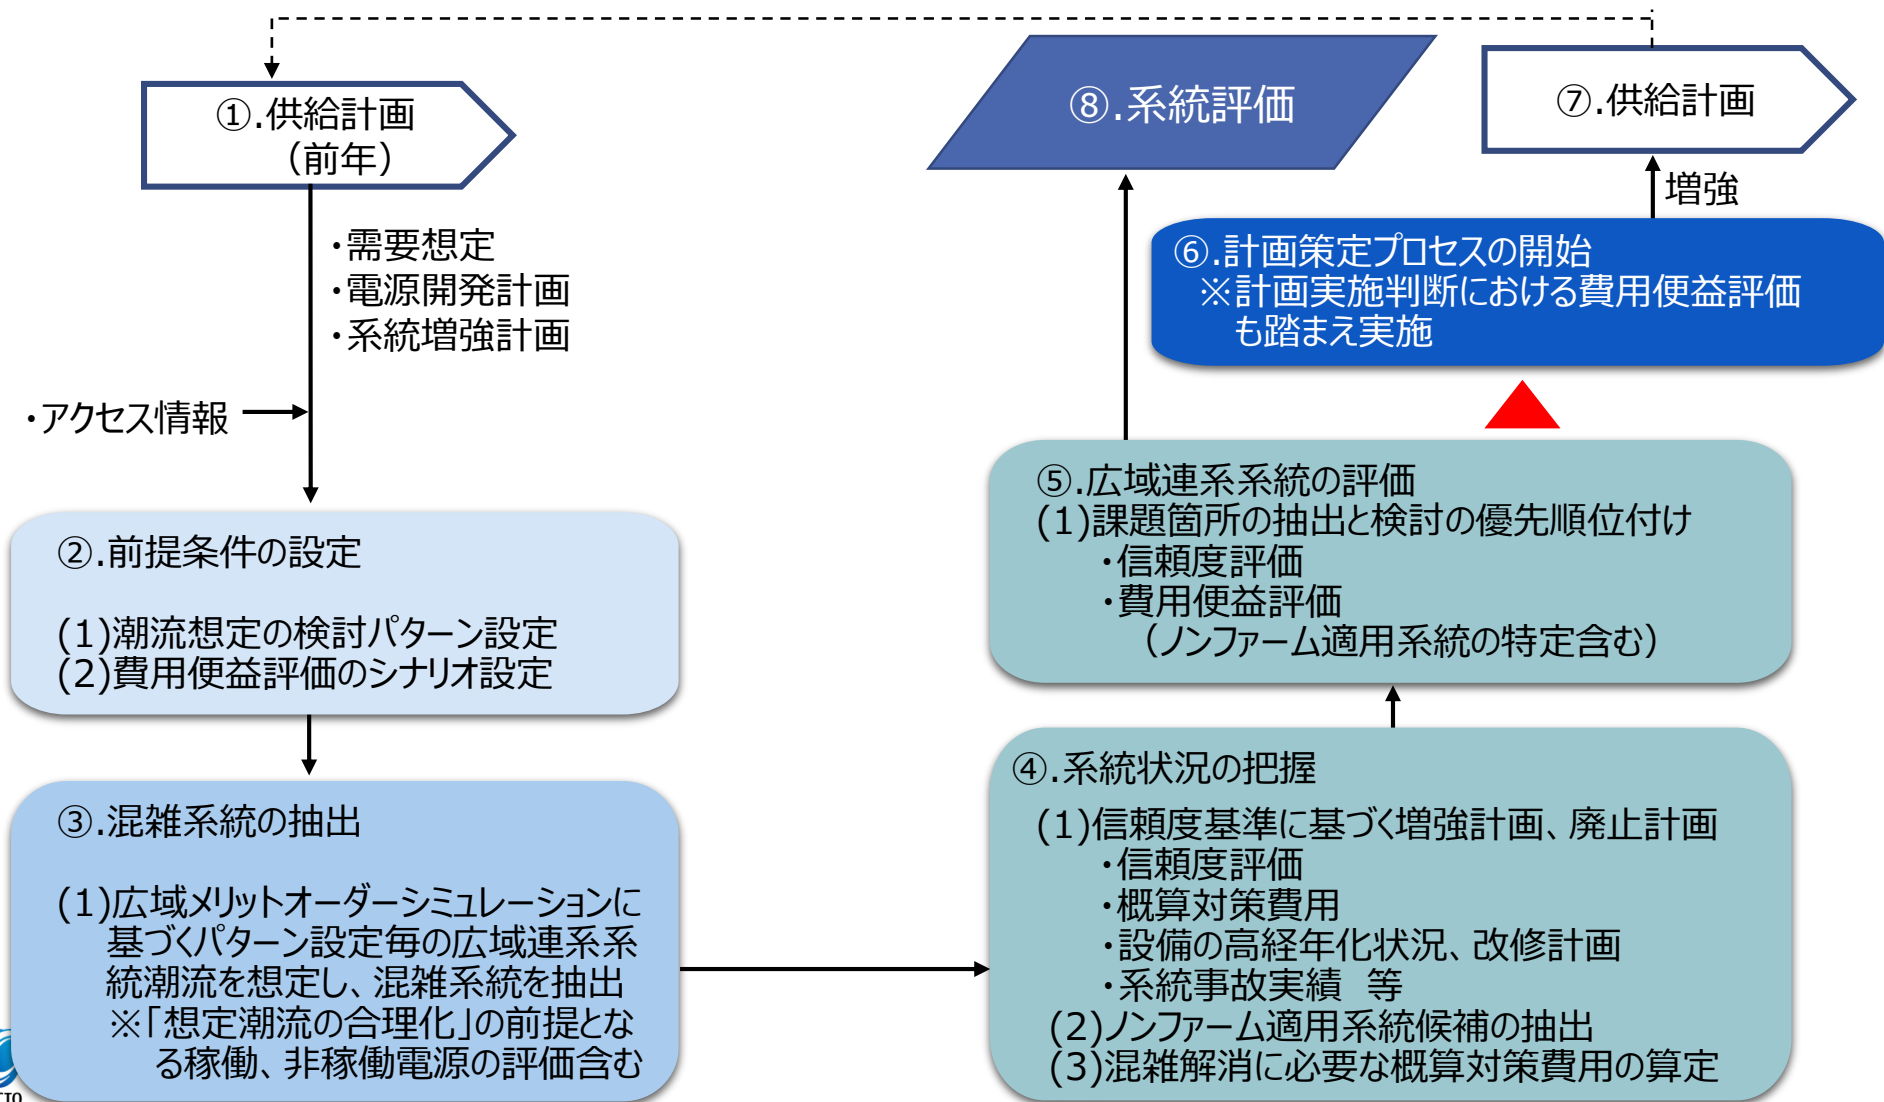 ①.供給計画
（前年）
・需要想定
・電源開発計画
・系統増強計画
・アクセス情報
②.前提条件の設定
(1)潮流想定の検討パターン設定
(2)費用便益評価のシナリオ設定
③.混雑系統の抽出
(1)広域メリットオーダーシミュレーションに
基づくパターン設定毎の広域連系系
統潮流を想定し、混雑系統を抽出
※「想定潮流の合理化」の前提とな
る稼働、非稼働電源の評価含む
④.系統状況の把握
(1)信頼度基準に基づく増強計画、廃止計画
・信頼度評価
・概算対策費用
・設備の高経年化状況、改修計画
・系統事故実績　等
(2)ノンファーム適用系統候補の抽出
(3)混雑解消に必要な概算対策費用の算定
⑤.広域連系系統の評価
(1)課題箇所の抽出と検討の優先順位付け
・信頼度評価
・費用便益評価
（ノンファーム適用系統の特定含む）
⑥.計画策定プロセスの開始
※計画実施判断における費用便益評価
も踏まえ実施
増強
⑦.供給計画
⑧.系統評価